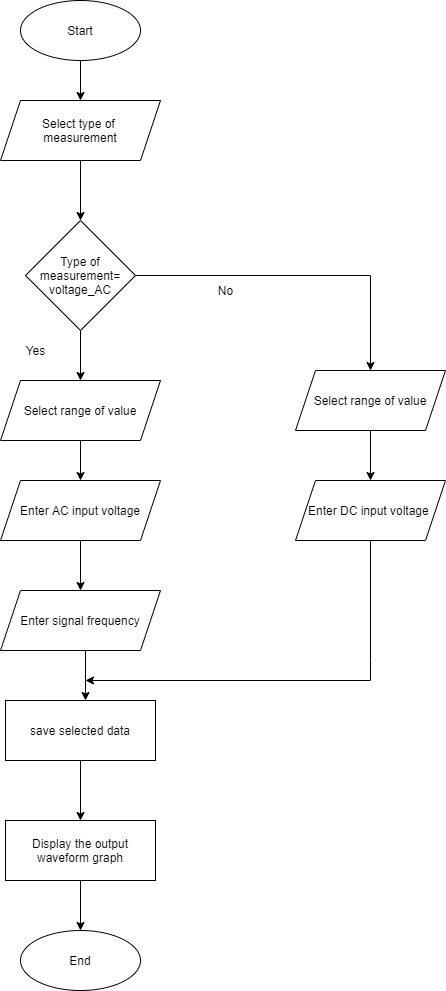 Start
Select type of
measurement
Type of
measurement=
voltage_AC
No
Yes
Select range of value
Select range of value
Enter AC input voltage
Enter DC input voltage
Enter signal frequency
save selected data
Display the output
waveform graph
End